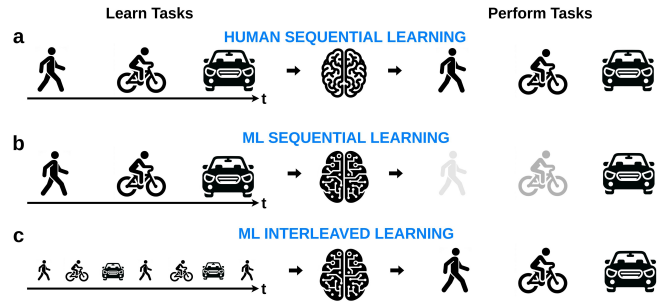 Learn Tasks
Perform Tasks
a
HUMAN SEQUENTIAL LEARNING
t
b
ML SEQUENTIAL LEARNING
t
c
ML INTERLEAVED LEARNING
t